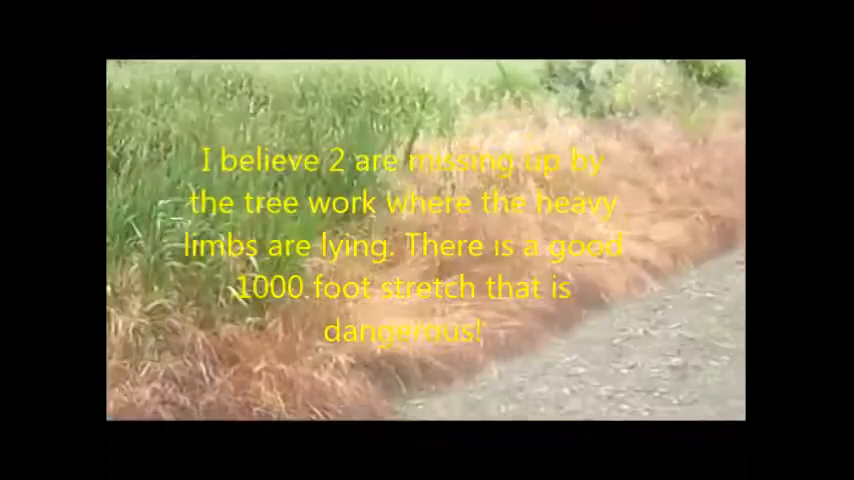 I believe 2 are missing up by
the tree work where the heavy
limbs are lying. There is a good
1000 foot stretch that is
dangerous!